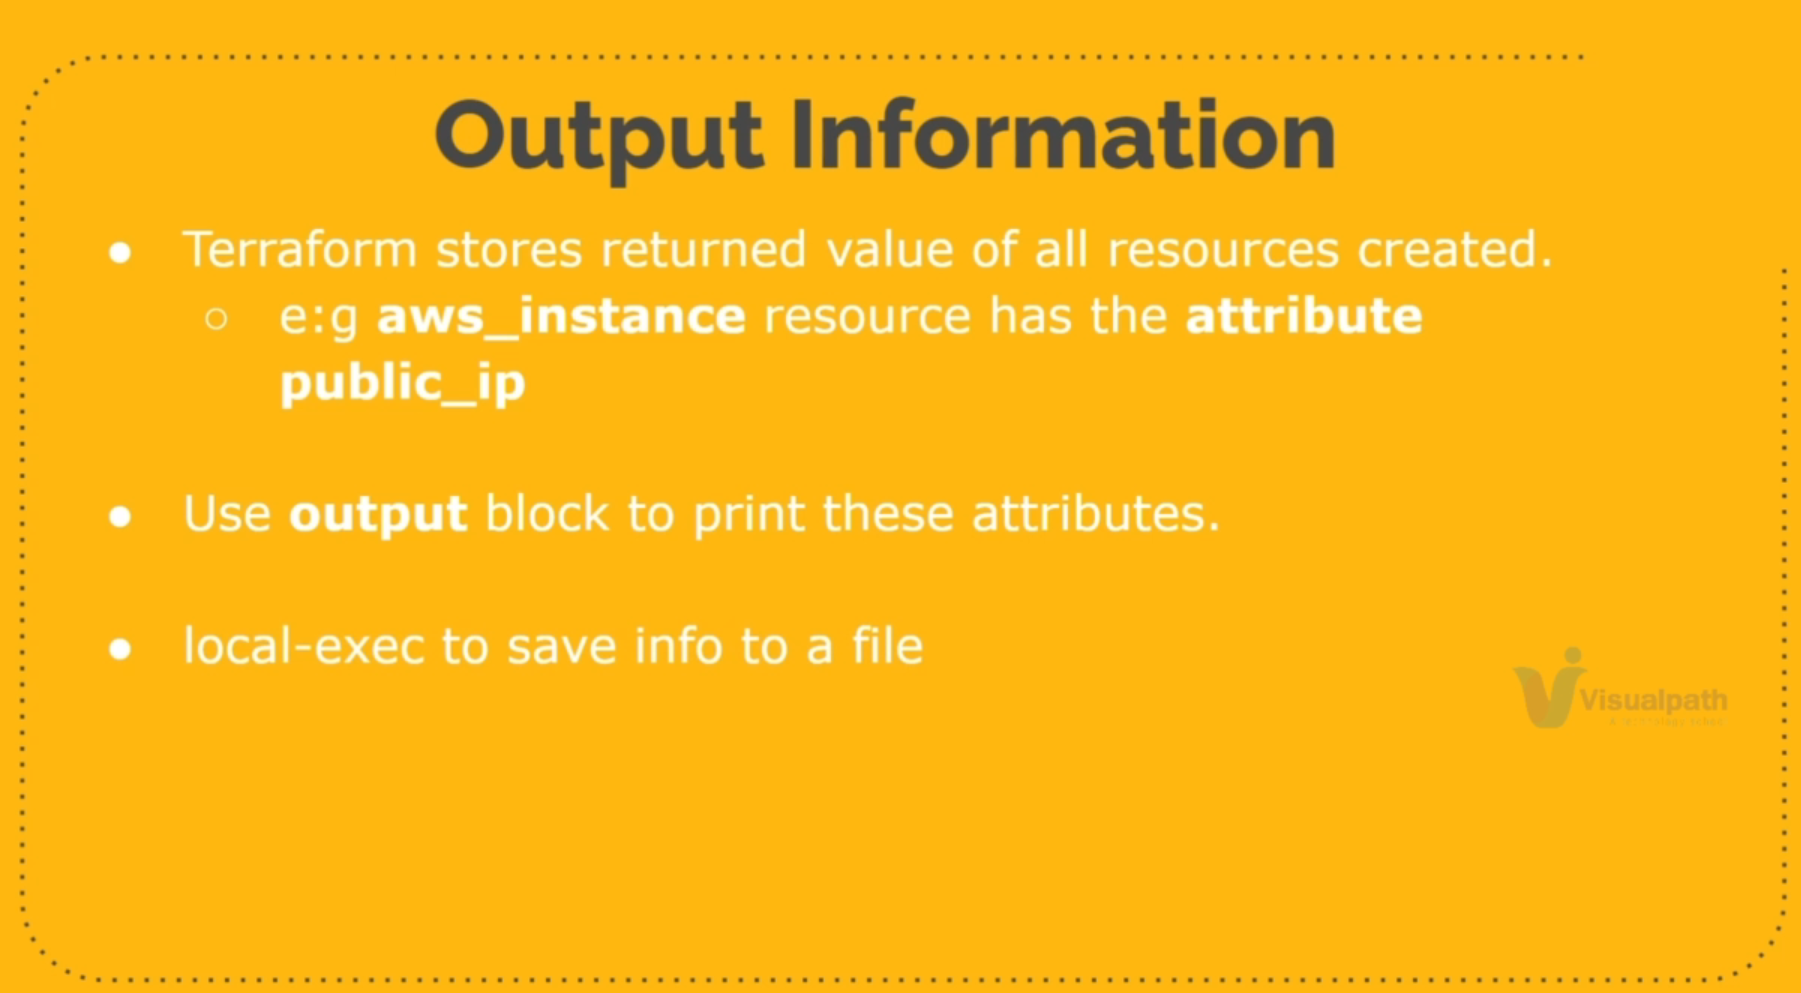 Output Information
● Terraform stores returned value of all resources created.
○ e:g aws_instance resource has the attribute
public_ip
● Use output block to print these attributes.
● local-exec to save info to a file
Visualpath